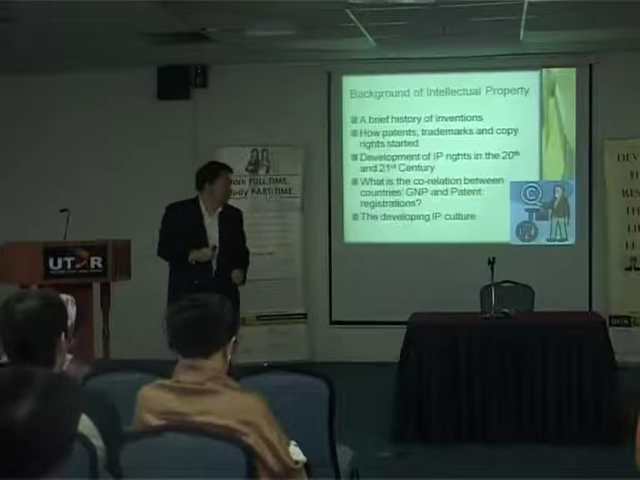 Background of Intellectual Property
A brief history of inventions
How patents, trademarks and copy
rights started
Development of IP rights in the 20th
and 21st Century
What is the co-relation between
countries' GNP and Patent
registrations?
The developing IP culture
Work FULL TIME.
Study PART TIME.
UTAR